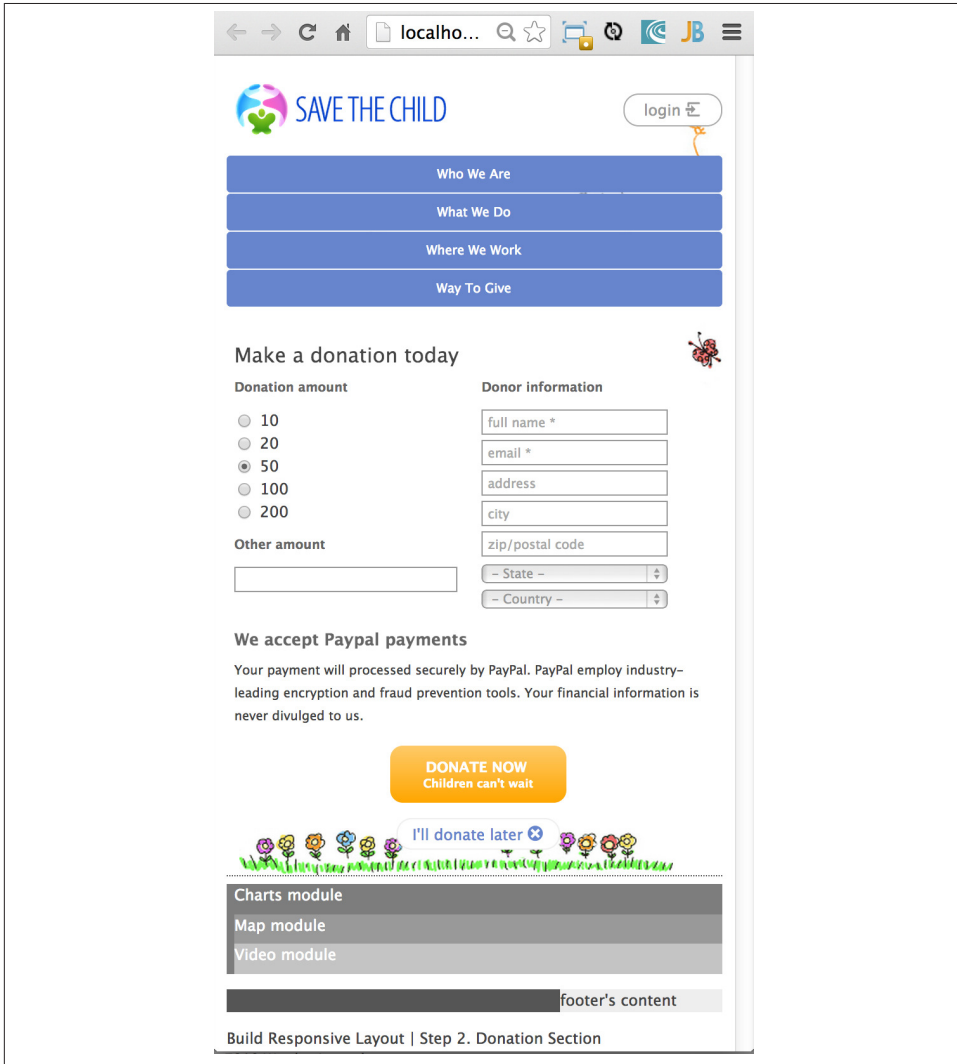 localho...
JB
SAVE THE CHILD
login
Who We Are
What We Do
Where We Work
Way To Give
Make a donation today
Donation amount
10
20
50
100
200
Other amount
Donor information
full name *
email *
address
city
zip/postal code
– State –
– Country –
We accept Paypal payments
Your payment will processed securely by PayPal. PayPal employ industry-
leading encryption and fraud prevention tools. Your financial information is
never divulged to us.
DONATE NOW
Children can't wait
I'll donate later
Charts module
Map module
Video module
footer's content
Build Responsive Layout | Step 2. Donation Section